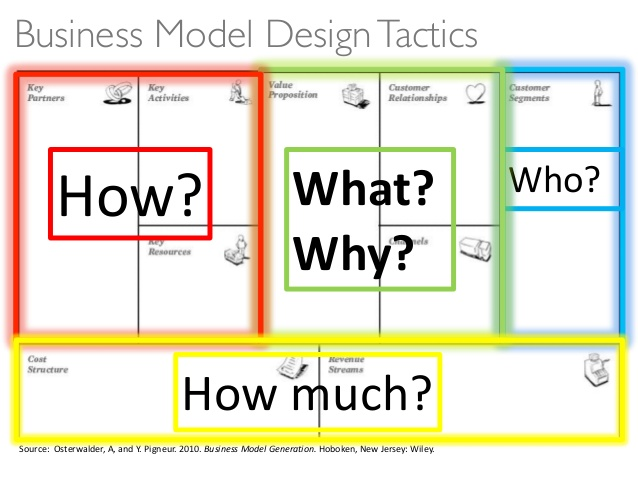 Business Model Design Tactics
Key
Partners
Key
Activities
Value
Proposition
Customer
Relationships
Customer
Segments
How?
What?
Why?
Who?
Key
Resources
Channels
Cost
Structure
Revenue
Streams
How much?
Source: Osterwalder, A, and Y. Pigneur. 2010. Business Model Generation. Hoboken, New Jersey: Wiley.